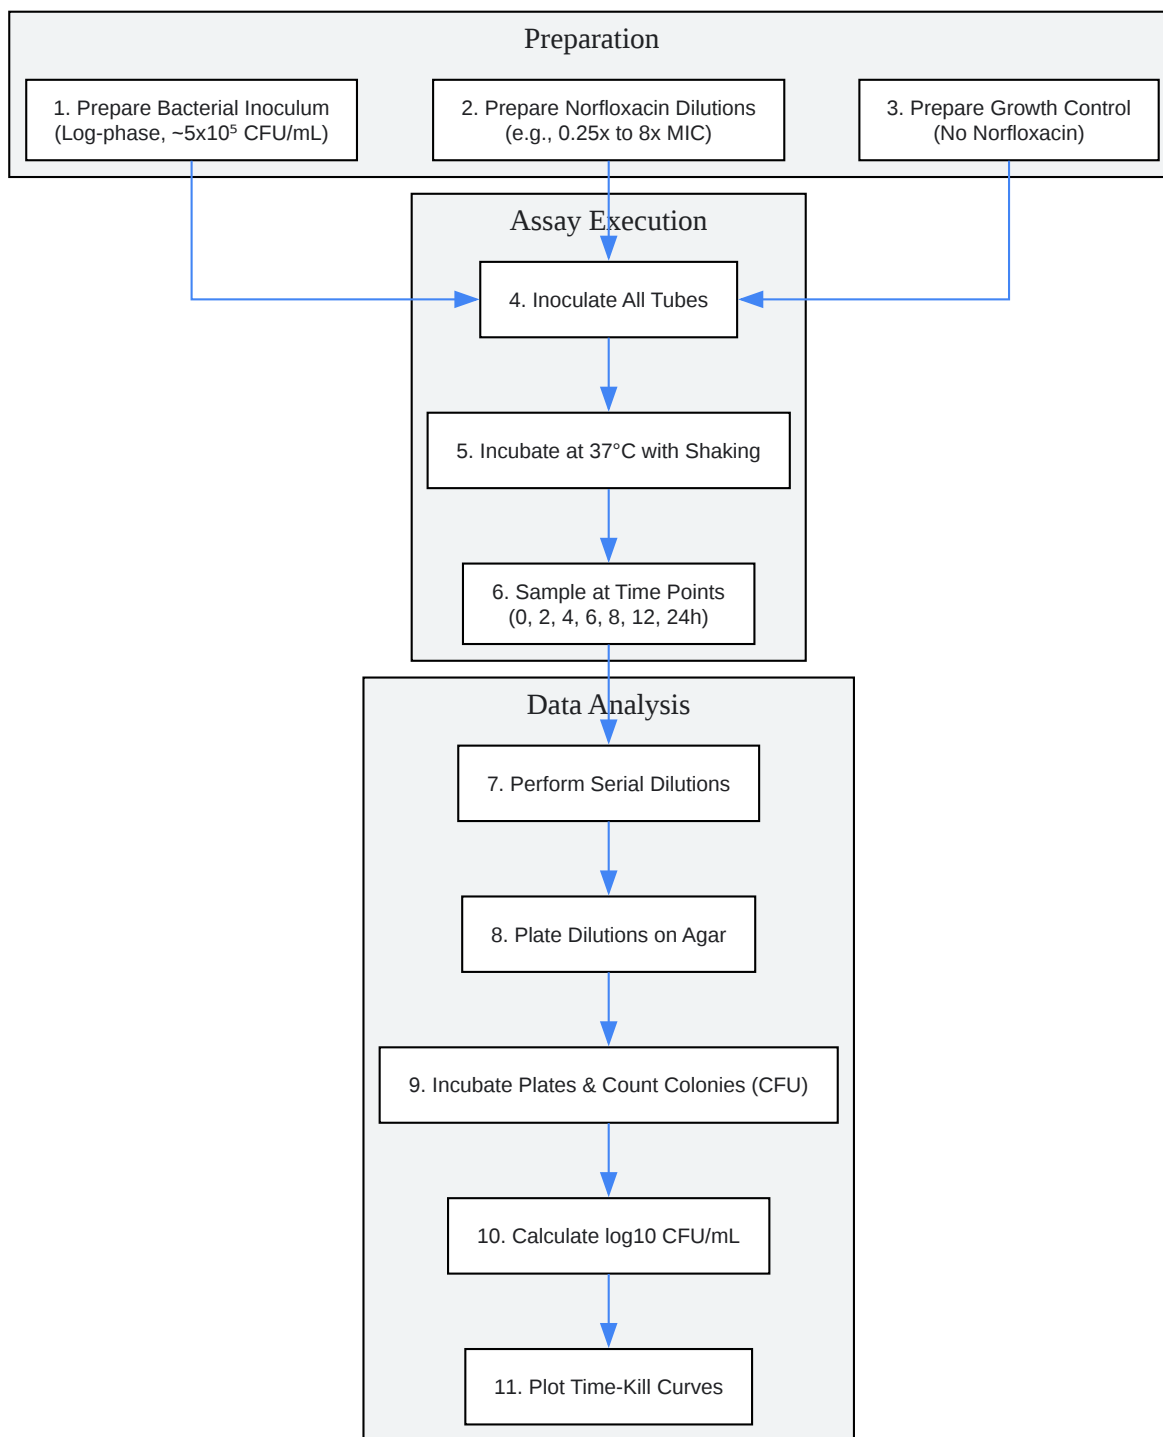 Preparation
1. Prepare Bacterial Inoculum
(Log-phase, ~5x10⁵ CFU/mL)
2. Prepare Norfloxacin Dilutions
(e.g., 0.25x to 8x MIC)
3. Prepare Growth Control
(No Norfloxacin)
Assay Execution
4. Inoculate All Tubes
5. Incubate at 37°C with Shaking
6. Sample at Time Points
(0, 2, 4, 6, 8, 12, 24h)
Data Analysis
7. Perform Serial Dilutions
8. Plate Dilutions on Agar
9. Incubate Plates & Count Colonies (CFU)
10. Calculate log10 CFU/mL
11. Plot Time-Kill Curves